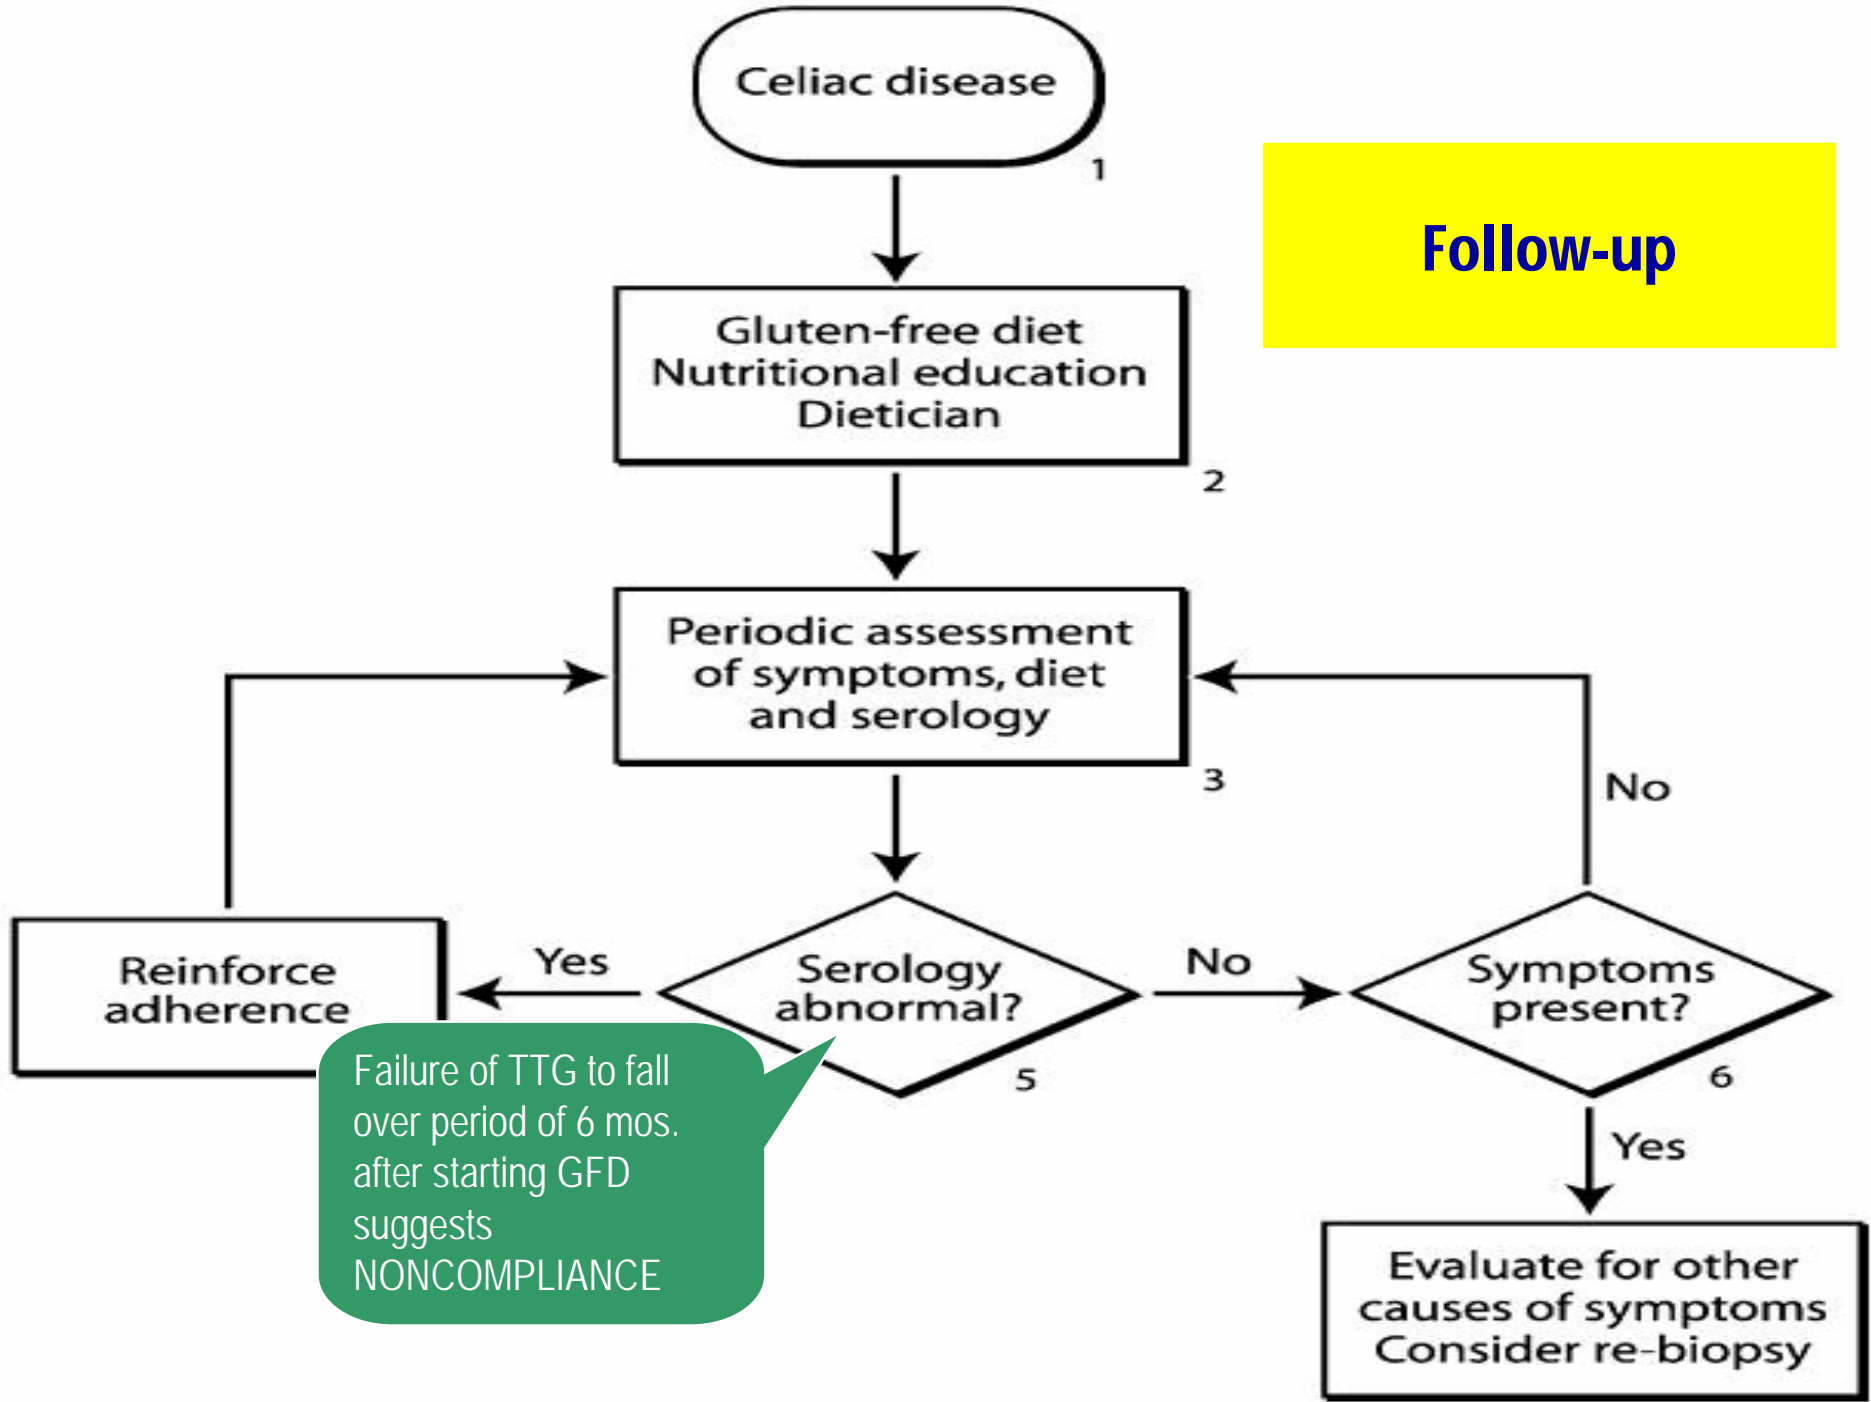 Celiac disease
1
Follow-up
Gluten-free diet
Nutritional education
Dietician
2
Periodic assessment
of symptoms, diet
and serology
3
No
Reinforce
adherence
Yes
Serology
abnormal?
5
No
Symptoms
present?
6
Failure of TTG to fall
over period of 6 mos.
after starting GFD
suggests
NONCOMPLIANCE
Yes
Evaluate for other
causes of symptoms
Consider re-biopsy